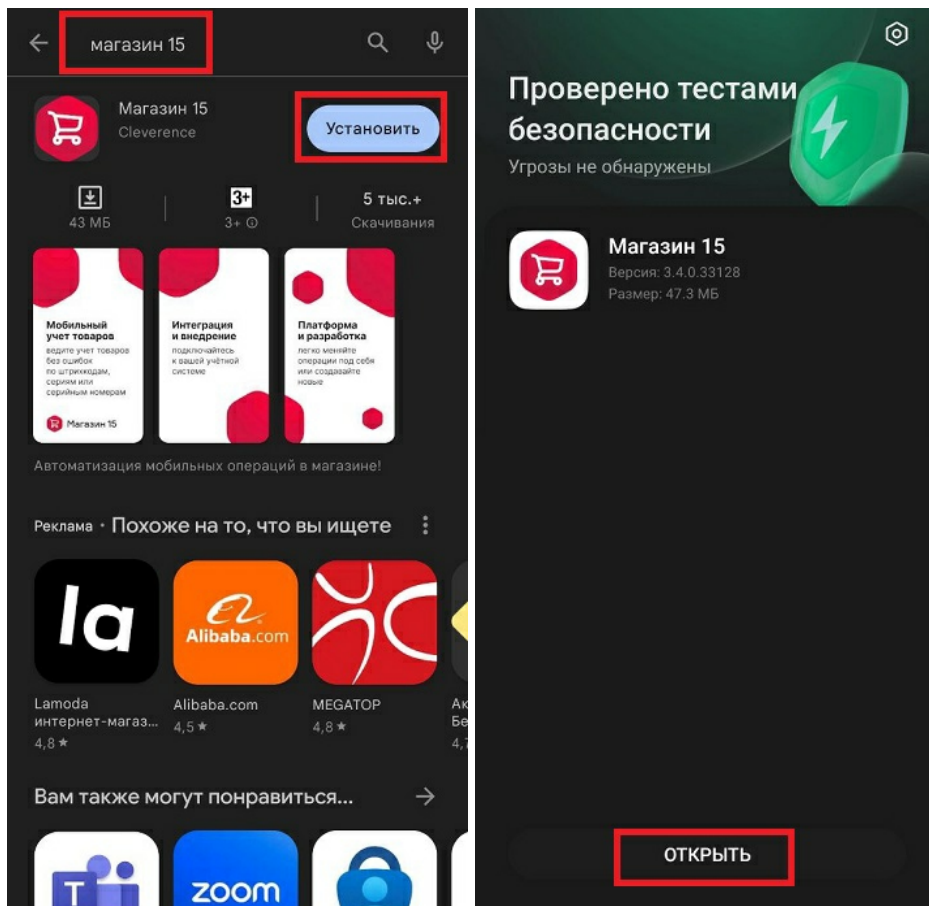 магазин 15
Магазин 15
Cleverence
Установить
3+
5 тыс.+
43 МБ
3+
Скачивания
Мобильный
учет товаров
ведите учет товаров
без ошибок
по штрихкодам,
сериям или
серийным номерам
Магазин 15
Интеграция
и внедрение
подключайтесь
к вашей учётной
системе
Платформа
и разработка
легко меняйте
операции под себя
или создавайте
новые
Автоматизация мобильных операций в магазине!
Реклама · Похоже на то, что вы ищете
la
Alibaba.com
Lamoda
интернет-магаз...
4,8 ★
Alibaba.com
4,5 ★
MEGATOP
4,8 ★
Ак
Бе
4,7
Вам также могут понравиться...
T
zoom
Проверено тестами
безопасности
Угрозы не обнаружены
Магазин 15
Версия: 3.4.0.33128
Размер: 47.3 МБ
ОТКРЫТЬ